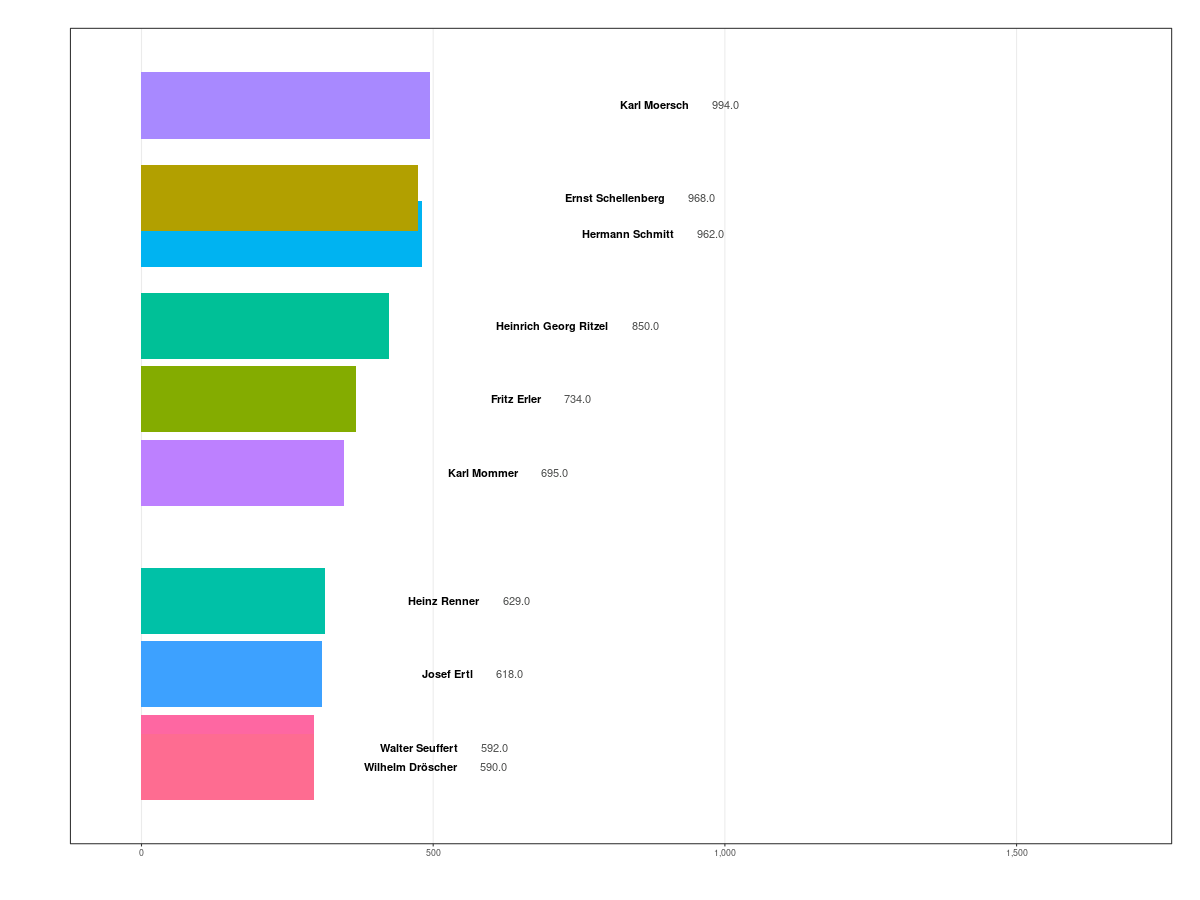 Karl Moersch 994.0
Ernst Schellenberg 968.0
Hermann Schmitt 962.0
Heinrich Georg Ritzel 850.0
Fritz Erler 734.0
Karl Mommer 695.0
Heinz Renner 629.0
Josef Ertl 618.0
Walter Seuffert 592.0
Wilhelm Dröscher 590.0
0 500 1,000 1,500